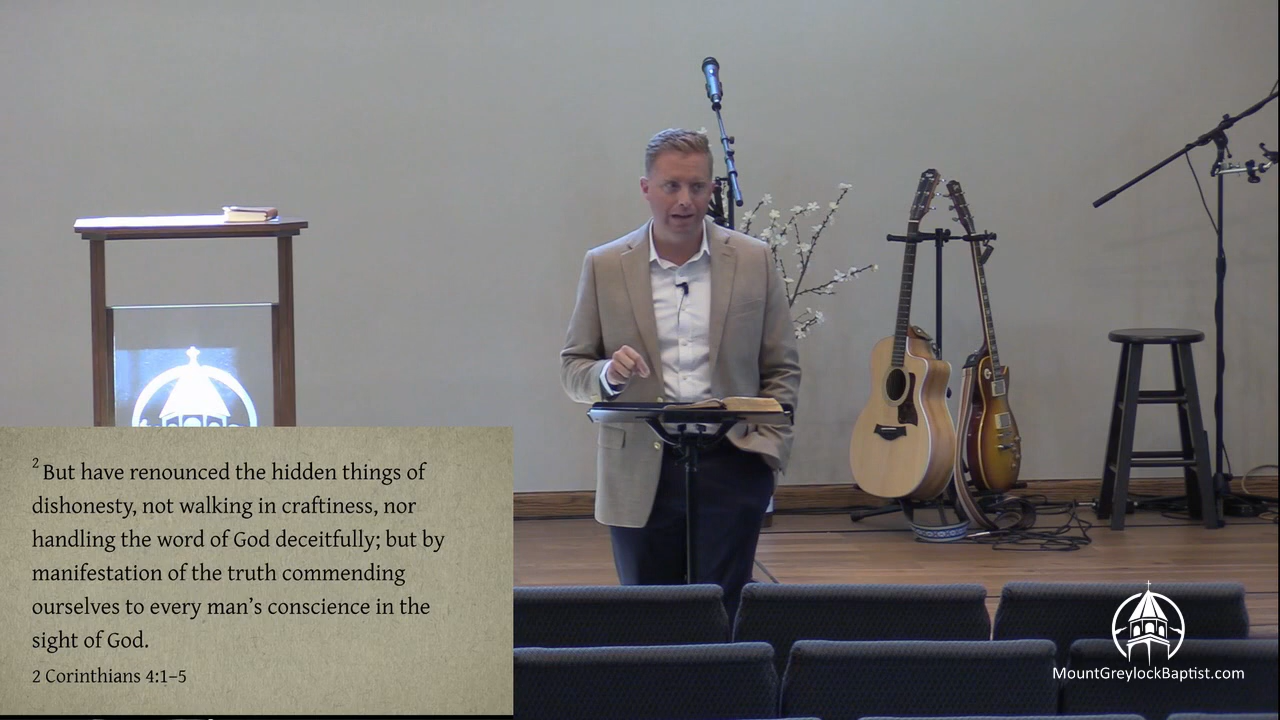 2 But have renounced the hidden things of
dishonesty, not walking in craftiness, nor
handling the word of God deceitfully; but by
manifestation of the truth commending
ourselves to every man’s conscience in the
sight of God.
2 Corinthians 4:1–5
MountGreylockBaptist.com